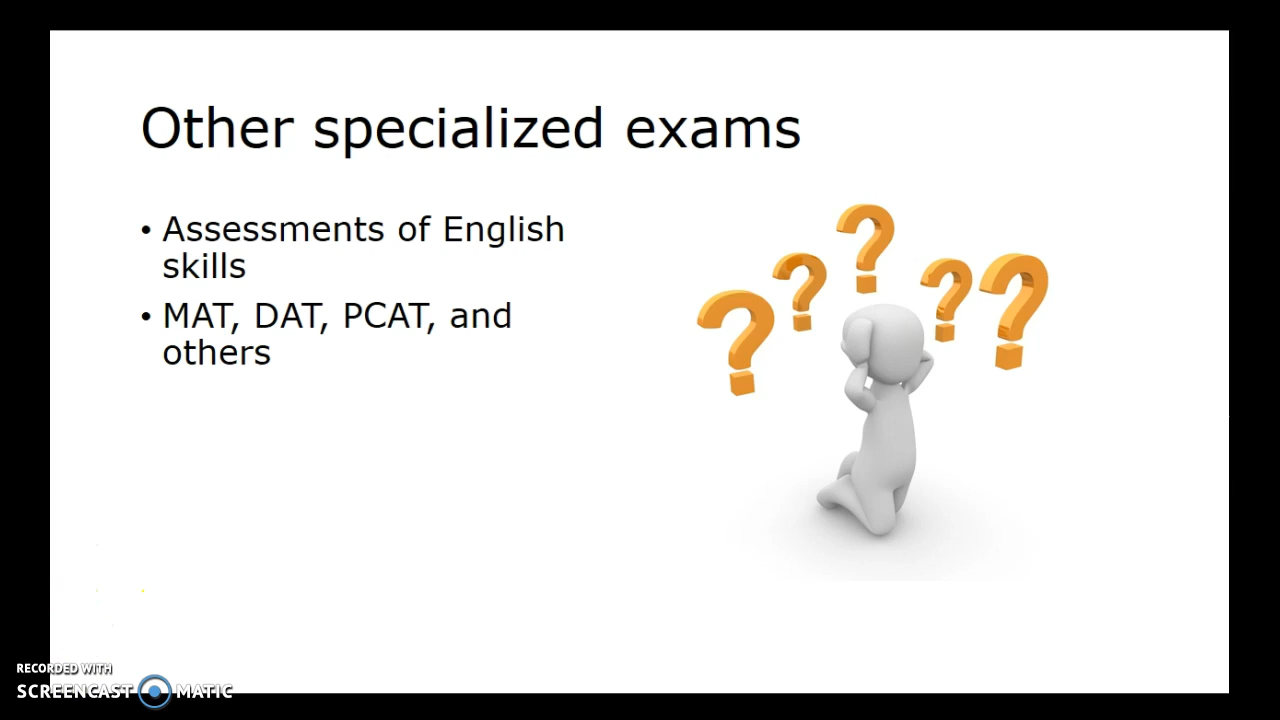 Other specialized exams
• Assessments of English
skills
• MAT, DAT, PCAT, and
others
? ? ? ? ?
RECORDED WITH
SCREENCAST MATIC